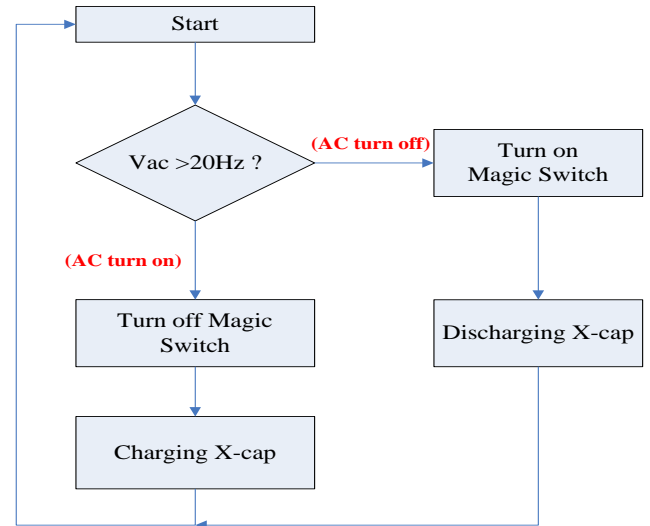 Start
Vac >20Hz ?
(AC turn off)
Turn on
Magic Switch
(AC turn on)
Turn off Magic
Switch
Discharging X-cap
Charging X-cap